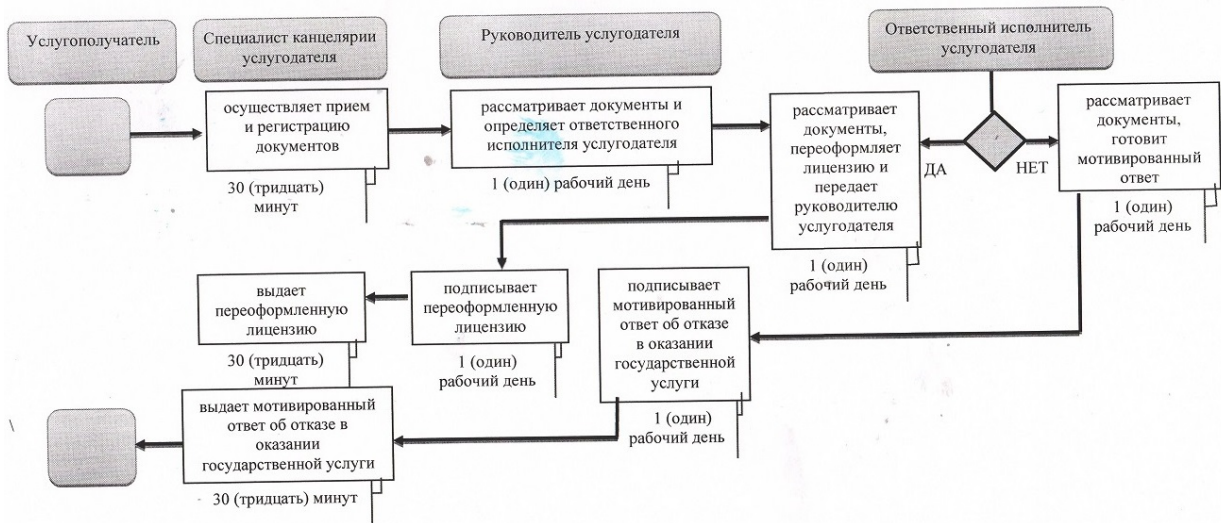 Услугополучатель
Специалист канцелярии
услугодателя
Руководитель услугодателя
Ответственный исполнитель
услугодателя
осуществляет прием
и регистрацию
документов
30 (тридцать)
минут
рассматривает документы и
определяет ответственного
исполнителя услугодателя
1 (один) рабочий день
рассматривает
документы,
переоформляет
лицензию и
передает
руководителю
услугодателя
1 (один)
рабочий день
ДА
НЕТ
рассматривает
документы,
готовит
мотивированный
ответ
1 (один)
рабочий день
выдает
переоформленную
лицензию
30 (тридцать)
минут
подписывает
переоформленную
лицензию
1 (один)
рабочий день
подписывает
мотивированный
ответ об отказе
в оказании
государственной
услуги
1 (один)
рабочий день
выдает мотивированный
ответ об отказе в
оказании
государственной услуги
30 (тридцать) минут